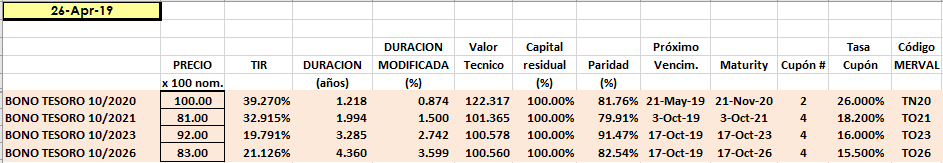 26-Apr-19
DURACION Valor Capital Próximo Tasa Código
PRECIO TIR DURACION MODIFICADA Tecnico residual Paridad Vencim. Maturity Cupón # Cupón MERVAL
x 100 nom. (años) (%) (%) (%)
BONO TESORO 10/2020 100.00 39.270% 1.218 0.874 122.317 100.00% 81.76% 21-May-19 21-Nov-20 2 26.000% TN20
BONO TESORO 10/2021 81.00 32.915% 1.994 1.500 101.365 100.00% 79.91% 3-Oct-19 3-Oct-21 4 18.200% TO21
BONO TESORO 10/2023 92.00 19.791% 3.285 2.742 100.578 100.00% 91.47% 17-Oct-19 17-Oct-23 4 16.000% TO23
BONO TESORO 10/2026 83.00 21.126% 4.360 3.599 100.560 100.00% 82.54% 17-Oct-19 17-Oct-26 4 15.500% TO26